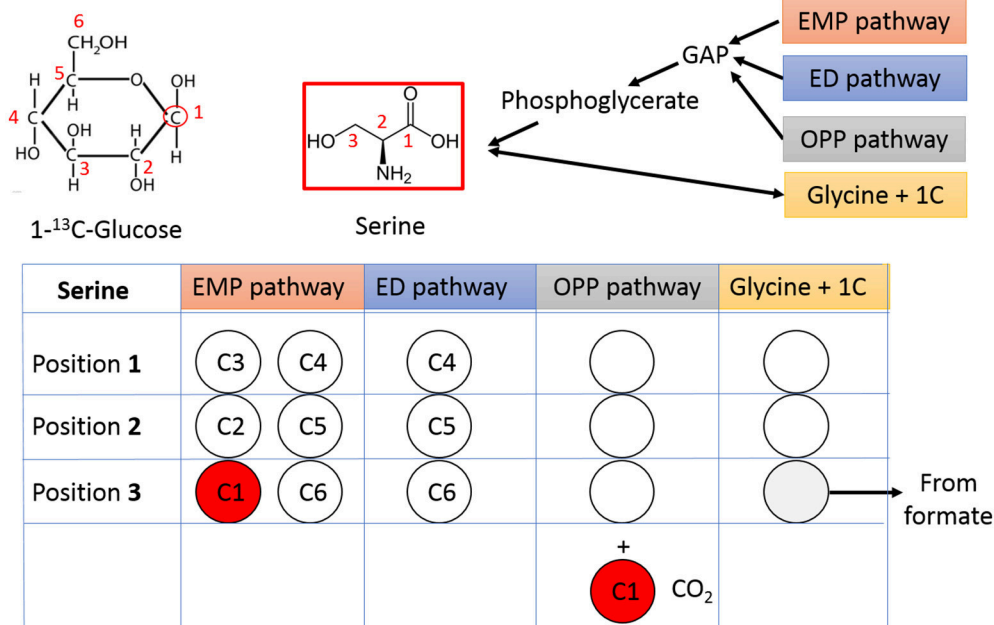 6
CH2OH
5
H
C
O
OH
4
C
H
OH
H
C
1
HO
C
C
H
3
2
H
OH
1-¹³C-Glucose
O
HO
3
2
1
OH
NH₂
Serine
EMP pathway
GAP
ED pathway
Phosphoglycerate
OPP pathway
Glycine + 1C
Serine EMP pathway ED pathway OPP pathway Glycine + 1C
Position 1 C3 C4 C4
Position 2 C2 C5 C5
Position 3 C1 C6 C6
From
formate
+
C1 CO₂